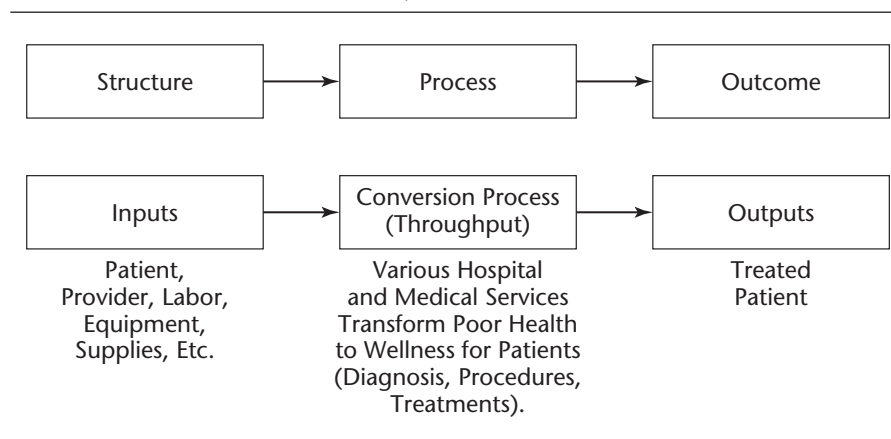 Structure
Process
Outcome
Inputs
Conversion Process
(Throughput)
Outputs
Patient,
Provider, Labor,
Equipment,
Supplies, Etc.
Various Hospital
and Medical Services
Transform Poor Health
to Wellness for Patients
(Diagnosis, Procedures,
Treatments).
Treated
Patient